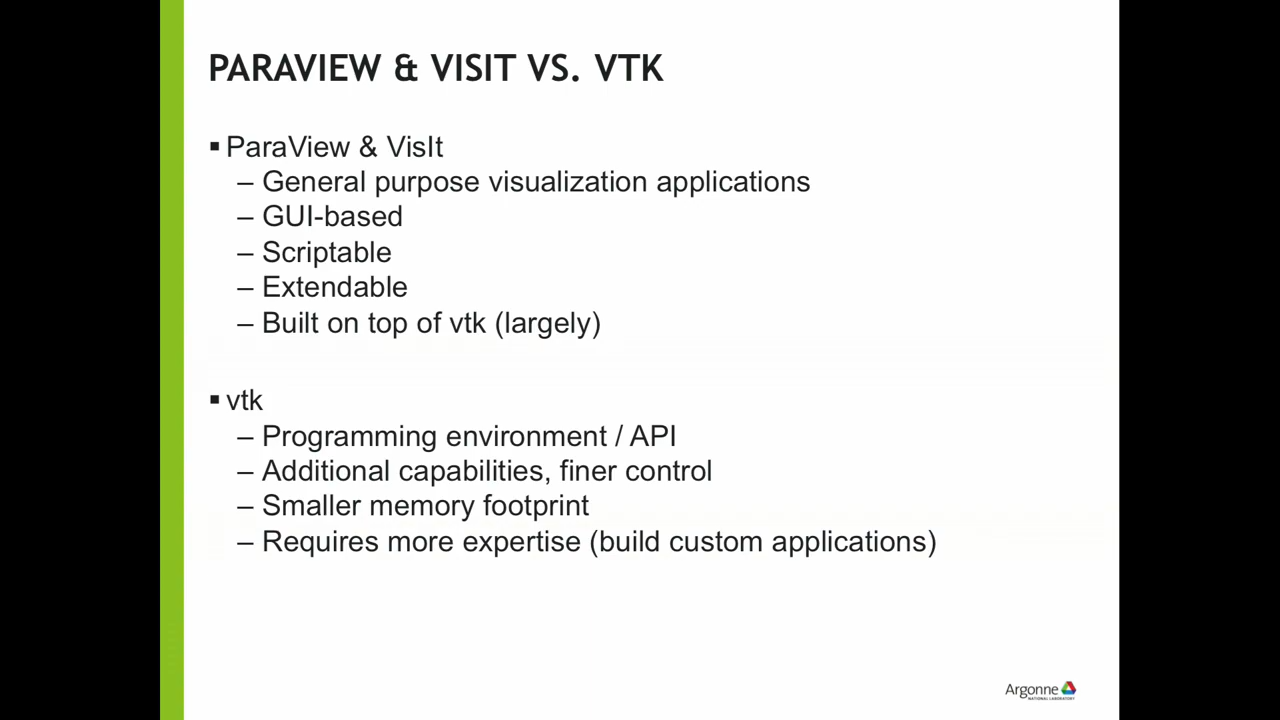 PARAVIEW & VISIT VS. VTK
▪ ParaView & VisIt
– General purpose visualization applications
– GUI-based
– Scriptable
– Extendable
– Built on top of vtk (largely)
▪ vtk
– Programming environment / API
– Additional capabilities, finer control
– Smaller memory footprint
– Requires more expertise (build custom applications)
Argonne
NATIONAL LABORATORY